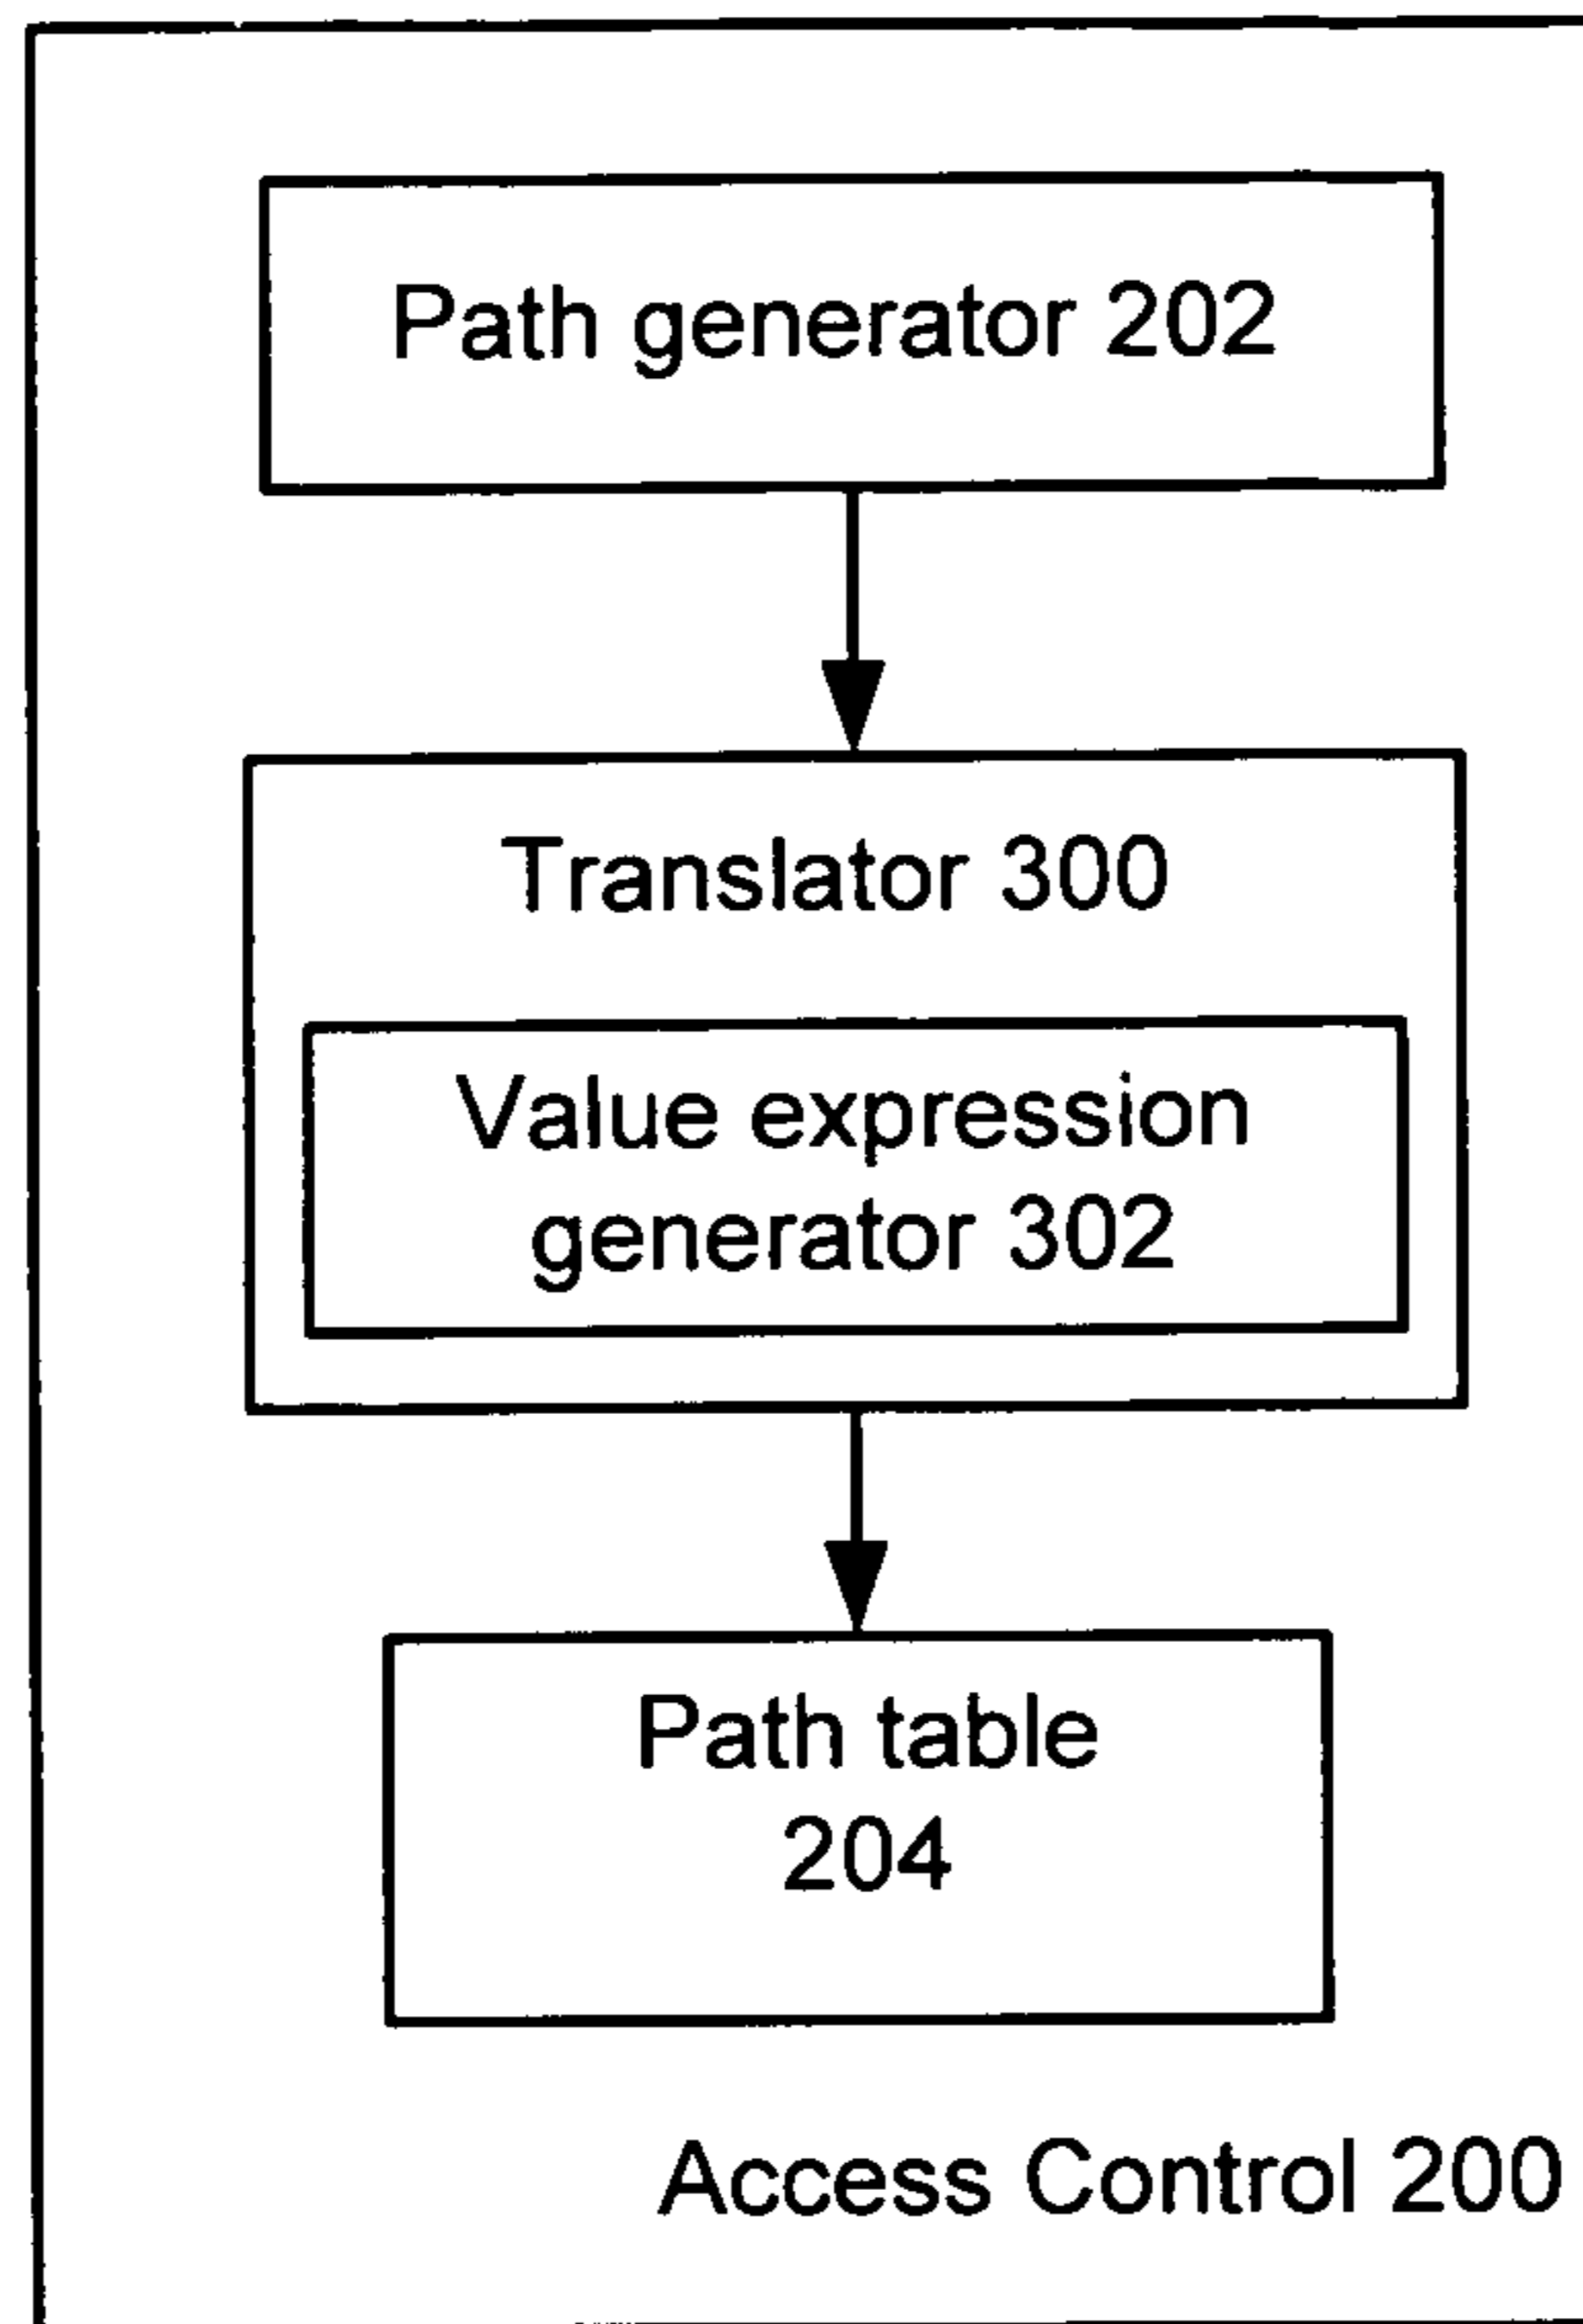 Path generator 202
Translator 300
Value expression
generator 302
Path table
204
Access Control 200